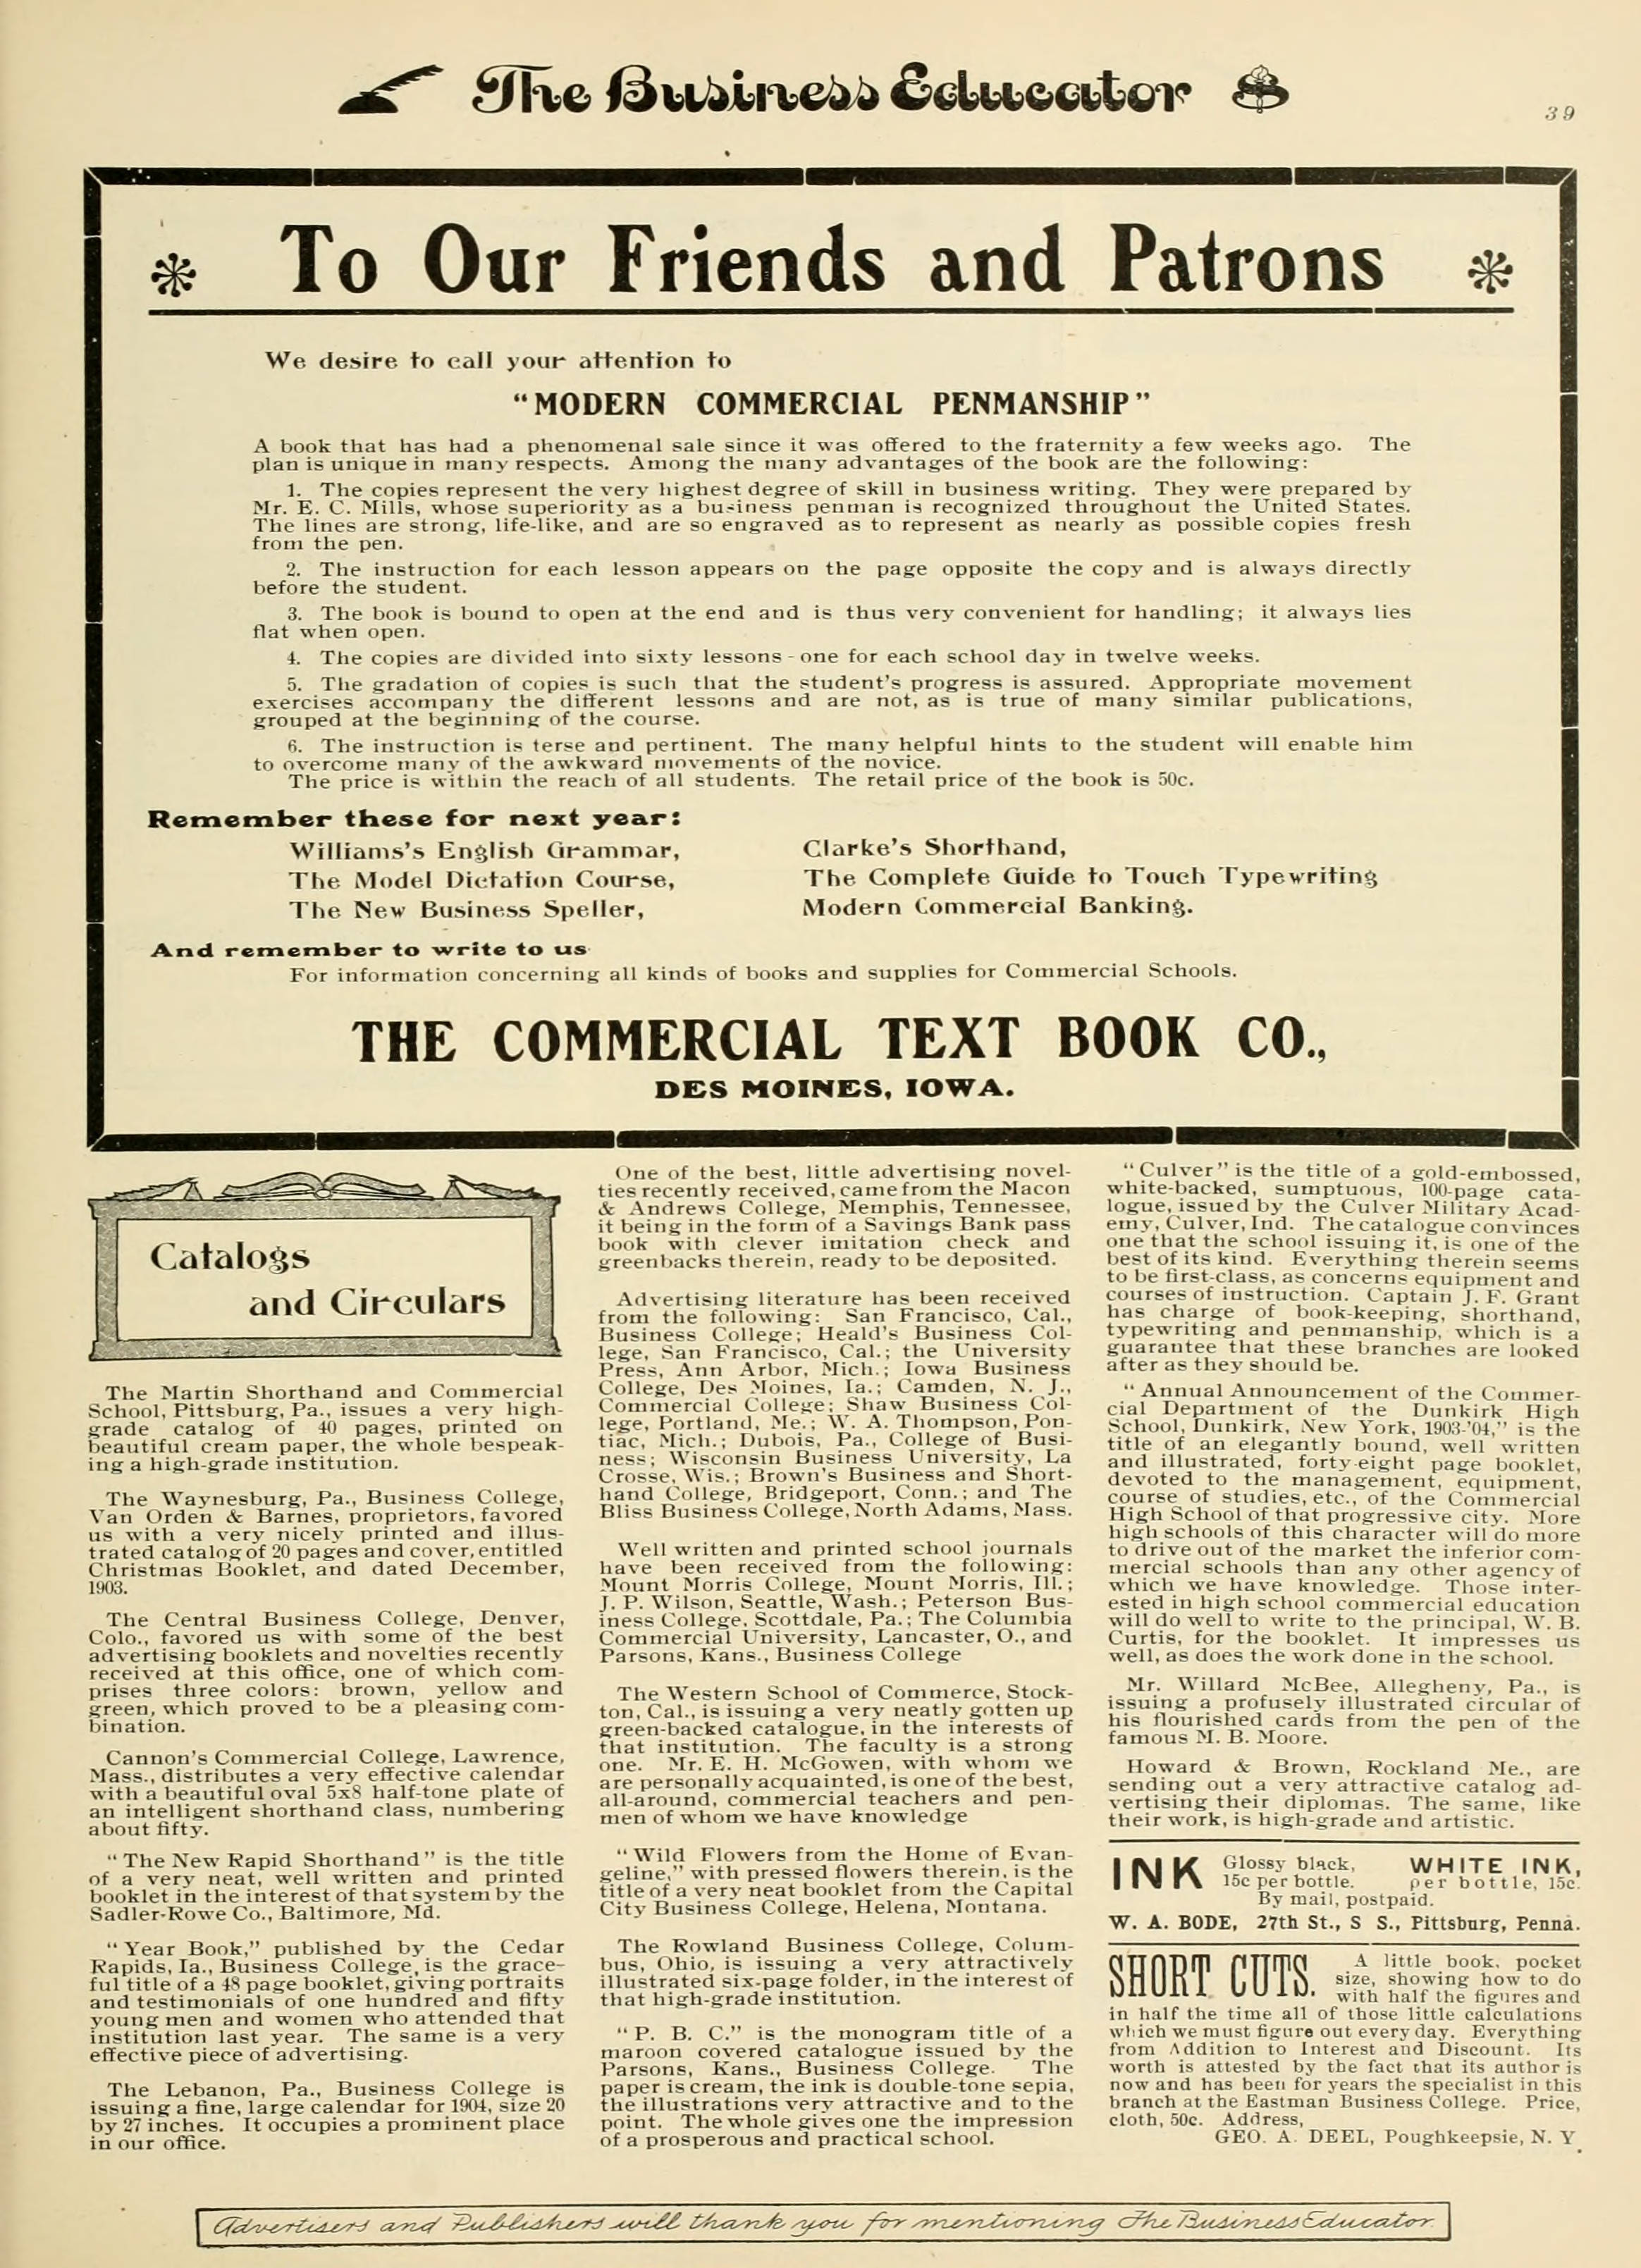 The Business Educator
39
To Our Friends and Patrons
We desire to call your attention to
"MODERN COMMERCIAL PENMANSHIP"
A book that has had a phenomenal sale since it was offered to the fraternity a few weeks ago. The
plan is unique in many respects. Among the many advantages of the book are the following:
1. The copies represent the very highest degree of skill in business writing. They were prepared by
Mr. E. C. Mills, whose superiority as a business penman is recognized throughout the United States.
The lines are strong, life-like, and are so engraved as to represent as nearly as possible copies fresh
from the pen.
2. The instruction for each lesson appears on the page opposite the copy and is always directly
before the student.
3. The book is bound to open at the end and is thus very convenient for handling; it always lies
flat when open.
4. The copies are divided into sixty lessons - one for each school day in twelve weeks.
5. The gradation of copies is such that the student's progress is assured. Appropriate movement
exercises accompany the different lessons and are not, as is true of many similar publications,
grouped at the beginning of the course.
6. The instruction is terse and pertinent. The many helpful hints to the student will enable him
to overcome many of the awkward movements of the novice.
The price is within the reach of all students. The retail price of the book is 50c.
Remember these for next year:
Williams's English Grammar,
The Model Dictation Course,
The New Business Speller,
Clarke's Shorthand,
The Complete Guide to Touch Typewriting
Modern Commercial Banking.
And remember to write to us
For information concerning all kinds of books and supplies for Commercial Schools.
THE COMMERCIAL TEXT BOOK CO.,
DES MOINES, IOWA.
Catalogs
and Circulars
The Martin Shorthand and Commercial
School, Pittsburg, Pa., issues a very high-
grade catalog of 40 pages, printed on
beautiful cream paper, the whole bespeak-
ing a high-grade institution.
The Waynesburg, Pa., Business College,
Van Orden & Barnes, proprietors, favored
us with a very nicely printed and illus-
trated catalog of 20 pages and cover, entitled
Christmas Booklet, and dated December,
1903.
The Central Business College, Denver,
Colo., favored us with some of the best
advertising booklets and novelties recently
received at this office, one of which com-
prises three colors: brown, yellow and
green, which proved to be a pleasing com-
bination.
Cannon's Commercial College, Lawrence,
Mass., distributes a very effective calendar
with a beautiful oval 5x8 half-tone plate of
an intelligent shorthand class, numbering
about fifty.
"The New Rapid Shorthand" is the title
of a very neat, well written and printed
booklet in the interest of that system by the
Sadler-Rowe Co., Baltimore, Md.
"Year Book," published by the Cedar
Rapids, Ia., Business College, is the grace-
ful title of a 48 page booklet, giving portraits
and testimonials of one hundred and fifty
young men and women who attended that
institution last year. The same is a very
effective piece of advertising.
The Lebanon, Pa., Business College is
issuing a fine, large calendar for 1904, size 20
by 27 inches. It occupies a prominent place
in our office.
One of the best, little advertising novel-
ties recently received, came from the Macon
& Andrews College, Memphis, Tennessee,
it being in the form of a Savings Bank pass
book with clever imitation check and
greenbacks therein, ready to be deposited.
Advertising literature has been received
from the following: San Francisco, Cal.,
Business College; Heald's Business Col-
lege, San Francisco, Cal.; the University
Press, Ann Arbor, Mich.; Iowa Business
College, Des Moines, Ia.; Camden, N. J.,
Commercial College; Shaw Business Col-
lege, Portland, Me.; W. A. Thompson, Pon-
tiac, Mich.; Dubois, Pa., College of Busi-
ness; Wisconsin Business University, La
Crosse, Wis.; Brown's Business and Short-
hand College, Bridgeport, Conn.; and The
Bliss Business College, North Adams, Mass.
Well written and printed school journals
have been received from the following:
Mount Morris College, Mount Morris, Ill.;
J. P. Wilson, Seattle, Wash.; Peterson Bus-
iness College, Scottdale, Pa.; The Columbia
Commercial University, Lancaster, O., and
Parsons, Kans., Business College
The Western School of Commerce, Stock-
ton, Cal., is issuing a very neatly gotten up
green-backed catalogue, in the interests of
that institution. The faculty is a strong
one. Mr. E. H. McGowen, with whom we
are personally acquainted, is one of the best,
all-around, commercial teachers and pen-
men of whom we have knowledge
"Wild Flowers from the Home of Evan-
geline," with pressed flowers therein, is the
title of a very neat booklet from the Capital
City Business College, Helena, Montana.
The Rowland Business College, Colum-
bus, Ohio, is issuing a very attractively
illustrated six-page folder, in the interest of
that high-grade institution.
"P. B. C." is the monogram title of a
maroon covered catalogue issued by the
Parsons, Kans., Business College. The
paper is cream, the ink is double-tone sepia,
the illustrations very attractive and to the
point. The whole gives one the impression
of a prosperous and practical school.
"Culver" is the title of a gold-embossed,
white-backed, sumptuous, 100-page cata-
logue, issued by the Culver Military Acad-
emy, Culver, Ind. The catalogue convinces
one that the school issuing it, is one of the
best of its kind. Everything therein seems
to be first-class, as concerns equipment and
courses of instruction. Captain J. F. Grant
has charge of book-keeping, shorthand,
typewriting and penmanship, which is a
guarantee that these branches are looked
after as they should be.
"Annual Announcement of the Commer-
cial Department of the Dunkirk High
School, Dunkirk, New York, 1903-'04," is the
title of an elegantly bound, well written
and illustrated, forty-eight page booklet,
devoted to the management, equipment,
course of studies, etc., of the Commercial
High School of that progressive city. More
high schools of this character will do more
to drive out of the market the inferior com-
mercial schools than any other agency of
which we have knowledge. Those inter-
ested in high school commercial education
will do well to write to the principal, W. B.
Curtis, for the booklet. It impresses us
well, as does the work done in the school.
Mr. Willard McBee, Allegheny, Pa., is
issuing a profusely illustrated circular of
his flourished cards from the pen of the
famous M. B. Moore.
Howard & Brown, Rockland Me., are
sending out a very attractive catalog ad-
vertising their diplomas. The same, like
their work, is high-grade and artistic.
INK Glossy black, WHITE INK,
15c per bottle. per bottle, 15c.
By mail, postpaid.
W. A. BODE, 27th St., S S., Pittsburg, Penna.
SHORT CUTS. A little book, pocket
size, showing how to do
with half the figures and
in half the time all of those little calculations
which we must figure out every day. Everything
from Addition to Interest and Discount. Its
worth is attested by the fact that its author is
now and has been for years the specialist in this
branch at the Eastman Business College. Price,
cloth, 50c. Address,
GEO. A. DEEL, Poughkeepsie, N. Y.
Advertisers and Publishers will thank you for mentioning The Business Educator.